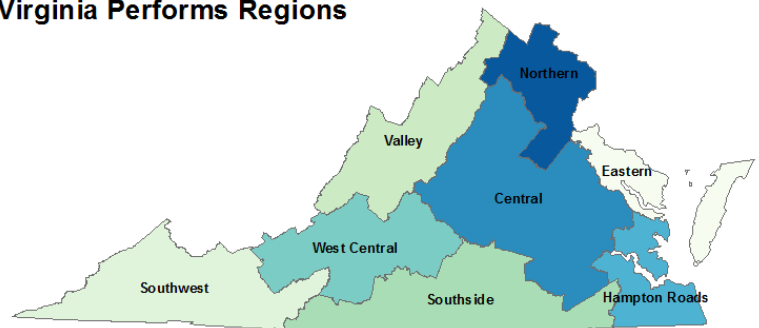 Virginia Performs Regions
Northern
Valley
Eastern
Central
West Central
Southwest
Southside
Hampton Roads